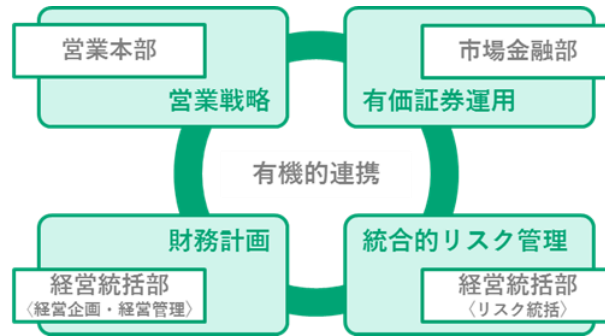 営業本部
営業戦略
市場金融部
有価証券運用
有機的連携
財務計画
経営統括部
〈経営企画・経営管理〉
統合的リスク管理
経営統括部
〈リスク統括〉